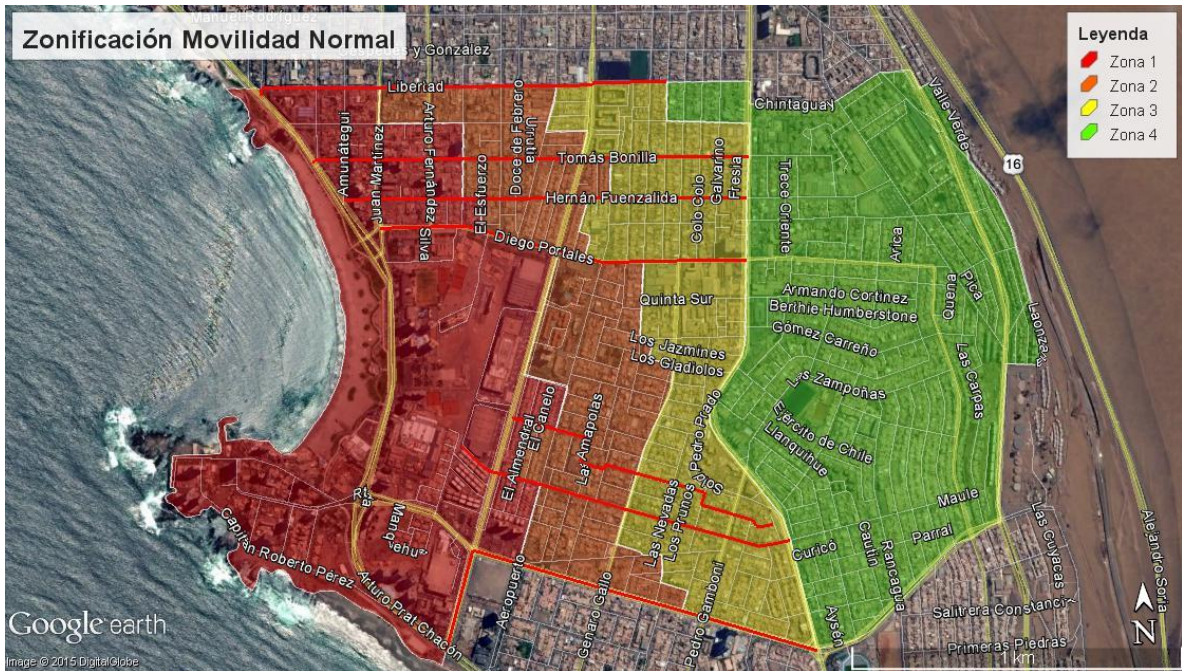 Manuel Rodríguez
Zonificación Movilidad Normal
y González
Leyenda
Zona 1
Zona 2
Zona 3
Zona 4
Libertad
Chintaguay
Valle Verde
16
Amunátegui
Juan Martínez
Arturo Fernández
Silva
El Esfuerzo
Doce de Febrero
Urrutia
Tomás Bonilla
Hernán Fuenzalida
Diego Portales
Colo Colo
Galvarino
Fresia
Trece Oriente
Arica
Quena
Pica
Laonza
Quinta Sur
Armando Cortínez
Berthie Humberstone
Gómez Carreño
Los Jazmines
Los Gladiolos
Las Zampoñas
Las Carpas
Ejército de Chile
Llanquihue
El Almendral
El Canelo
Las Amapolas
Pedro Prado
Sol
Las Nevadas
Los Prunos
Maule
Parral
Curicó
Cautín
Rancagua
Las Cuyacas
Alejandro Soria
Capitán Roberto Pérez
Arturo Prat Chacón
Aeropuerto
Genaro Gallo
Pedro Gamboni
Aysén
Salitrera Constancia
Primeras Piedras
Google earth
Image © 2015 DigitalGlobe
1 km
N